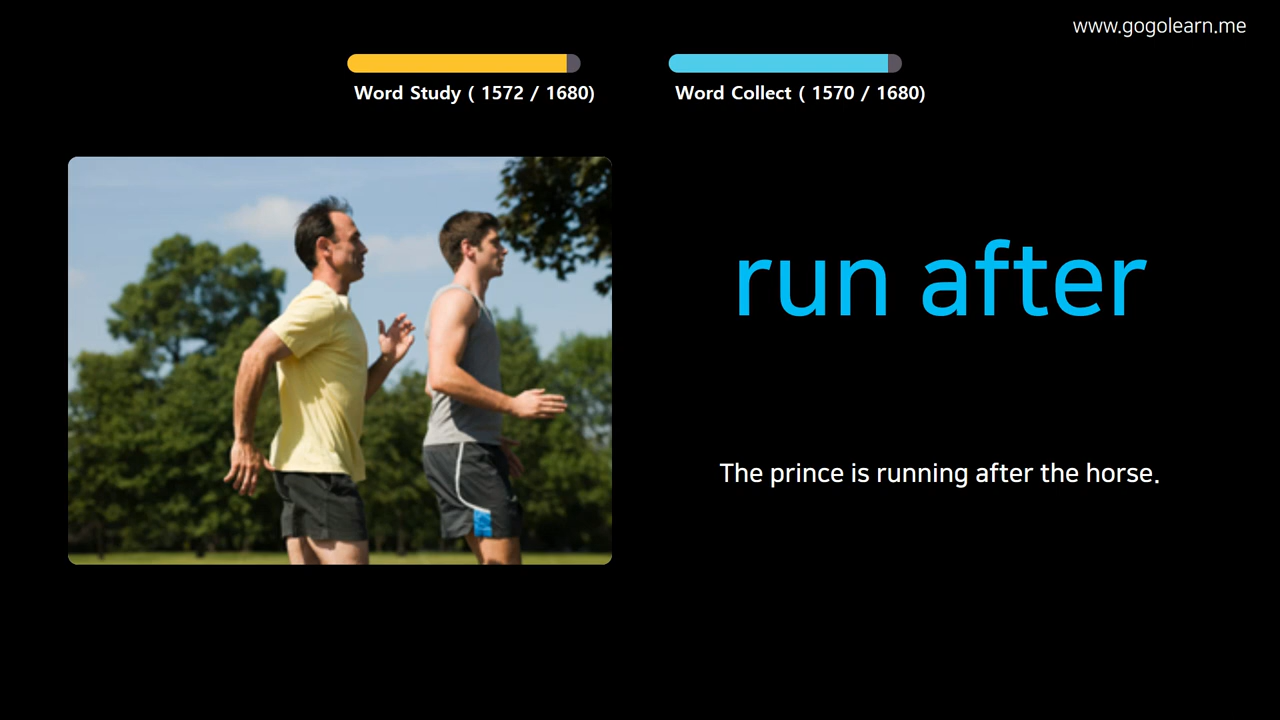 www.gogolearn.me
Word Study ( 1572 / 1680)
Word Collect ( 1570 / 1680)
run after
The prince is running after the horse.